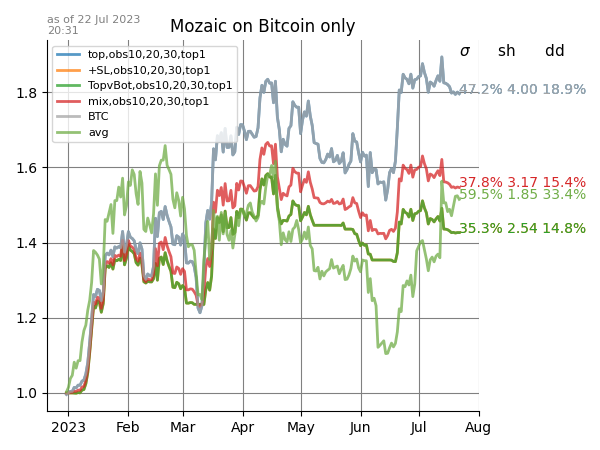 as of 22 Jul 2023
20:31
Mozaic on Bitcoin only
top,obs10,20,30,top1
+SL,obs10,20,30,top1
TopvBot,obs10,20,30,top1
mix,obs10,20,30,top1
BTC
avg
σ sh dd
47.2% 4.00 18.9%
37.8% 3.17 15.4%
59.5% 1.85 33.4%
35.3% 2.54 14.8%
1.8
1.6
1.4
1.2
1.0
2023 Feb Mar Apr May Jun Jul Aug